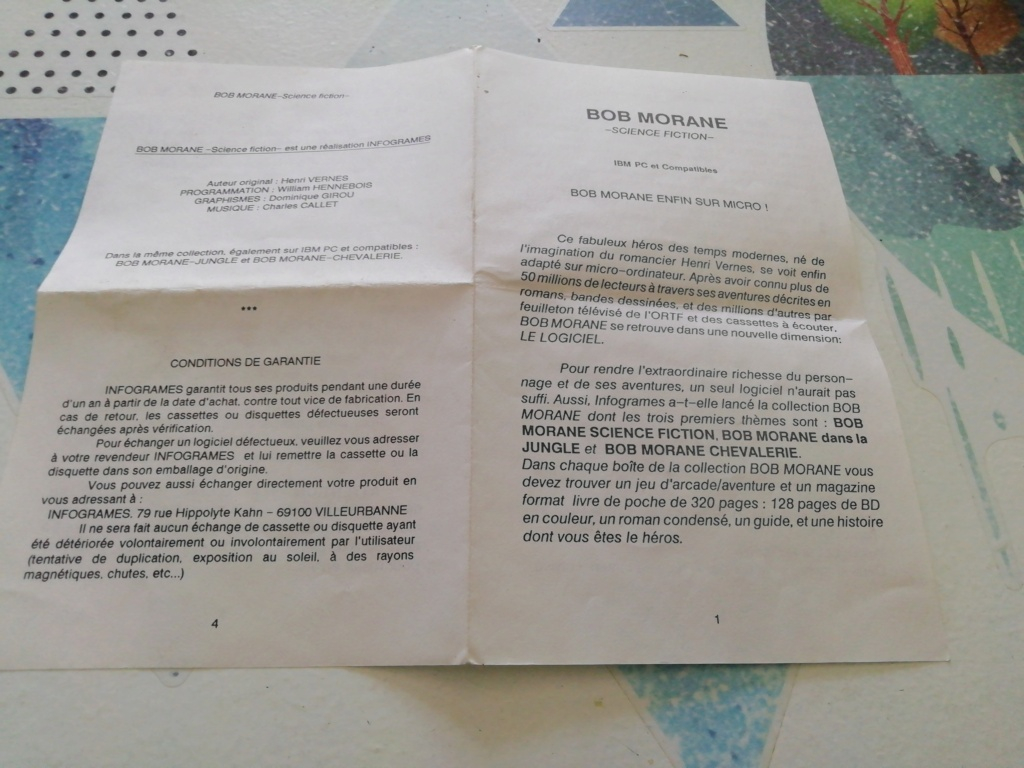 BOB MORANE-Science fiction-
BOB MORANE -Science fiction- est une réalisation INFOGRAMES
Auteur original : Henri VERNES
PROGRAMMATION : William HENNEBOIS
GRAPHISMES : Dominique GIROU
MUSIQUE : Charles CALLET
Dans la même collection, également sur IBM PC et compatibles :
BOB MORANE-JUNGLE et BOB MORANE-CHEVALERIE.
•••
CONDITIONS DE GARANTIE
INFOGRAMES garantit tous ses produits pendant une durée
d'un an à partir de la date d'achat, contre tout vice de fabrication. En
cas de retour, les cassettes ou disquettes défectueuses seront
échangées après vérification.
Pour échanger un logiciel défectueux, veuillez vous adresser
à votre revendeur INFOGRAMES et lui remettre la cassette ou la
disquette dans son emballage d'origine.
Vous pouvez aussi échanger directement votre produit en
vous adressant à :
INFOGRAMES. 79 rue Hippolyte Kahn - 69100 VILLEURBANNE
Il ne sera fait aucun échange de cassette ou disquette ayant
été détériorée volontairement ou involontairement par l'utilisateur
(tentative de duplication, exposition au soleil, à des rayons
magnétiques, chutes, etc...)
4
BOB MORANE
-SCIENCE FICTION-
IBM PC et Compatibles
BOB MORANE ENFIN SUR MICRO !
Ce fabuleux héros des temps modernes, né de
l'imagination du romancier Henri Vernes, se voit enfin
adapté sur micro-ordinateur. Après avoir connu plus de
50 millions de lecteurs à travers ses aventures décrites en
romans, bandes dessinées, et des millions d'autres par
feuilleton télévisé de l'ORTF et des cassettes à écouter,
BOB MORANE se retrouve dans une nouvelle dimension:
LE LOGICIEL.
Pour rendre l'extraordinaire richesse du person-
nage et de ses aventures, un seul logiciel n'aurait pas
suffi. Aussi, Infogrames a-t-elle lancé la collection BOB
MORANE dont les trois premiers thèmes sont : BOB
MORANE SCIENCE FICTION, BOB MORANE dans la
JUNGLE et BOB MORANE CHEVALERIE.
Dans chaque boîte de la collection BOB MORANE vous
devez trouver un jeu d'arcade/aventure et un magazine
format livre de poche de 320 pages : 128 pages de BD
en couleur, un roman condensé, un guide, et une histoire
dont vous êtes le héros.
1